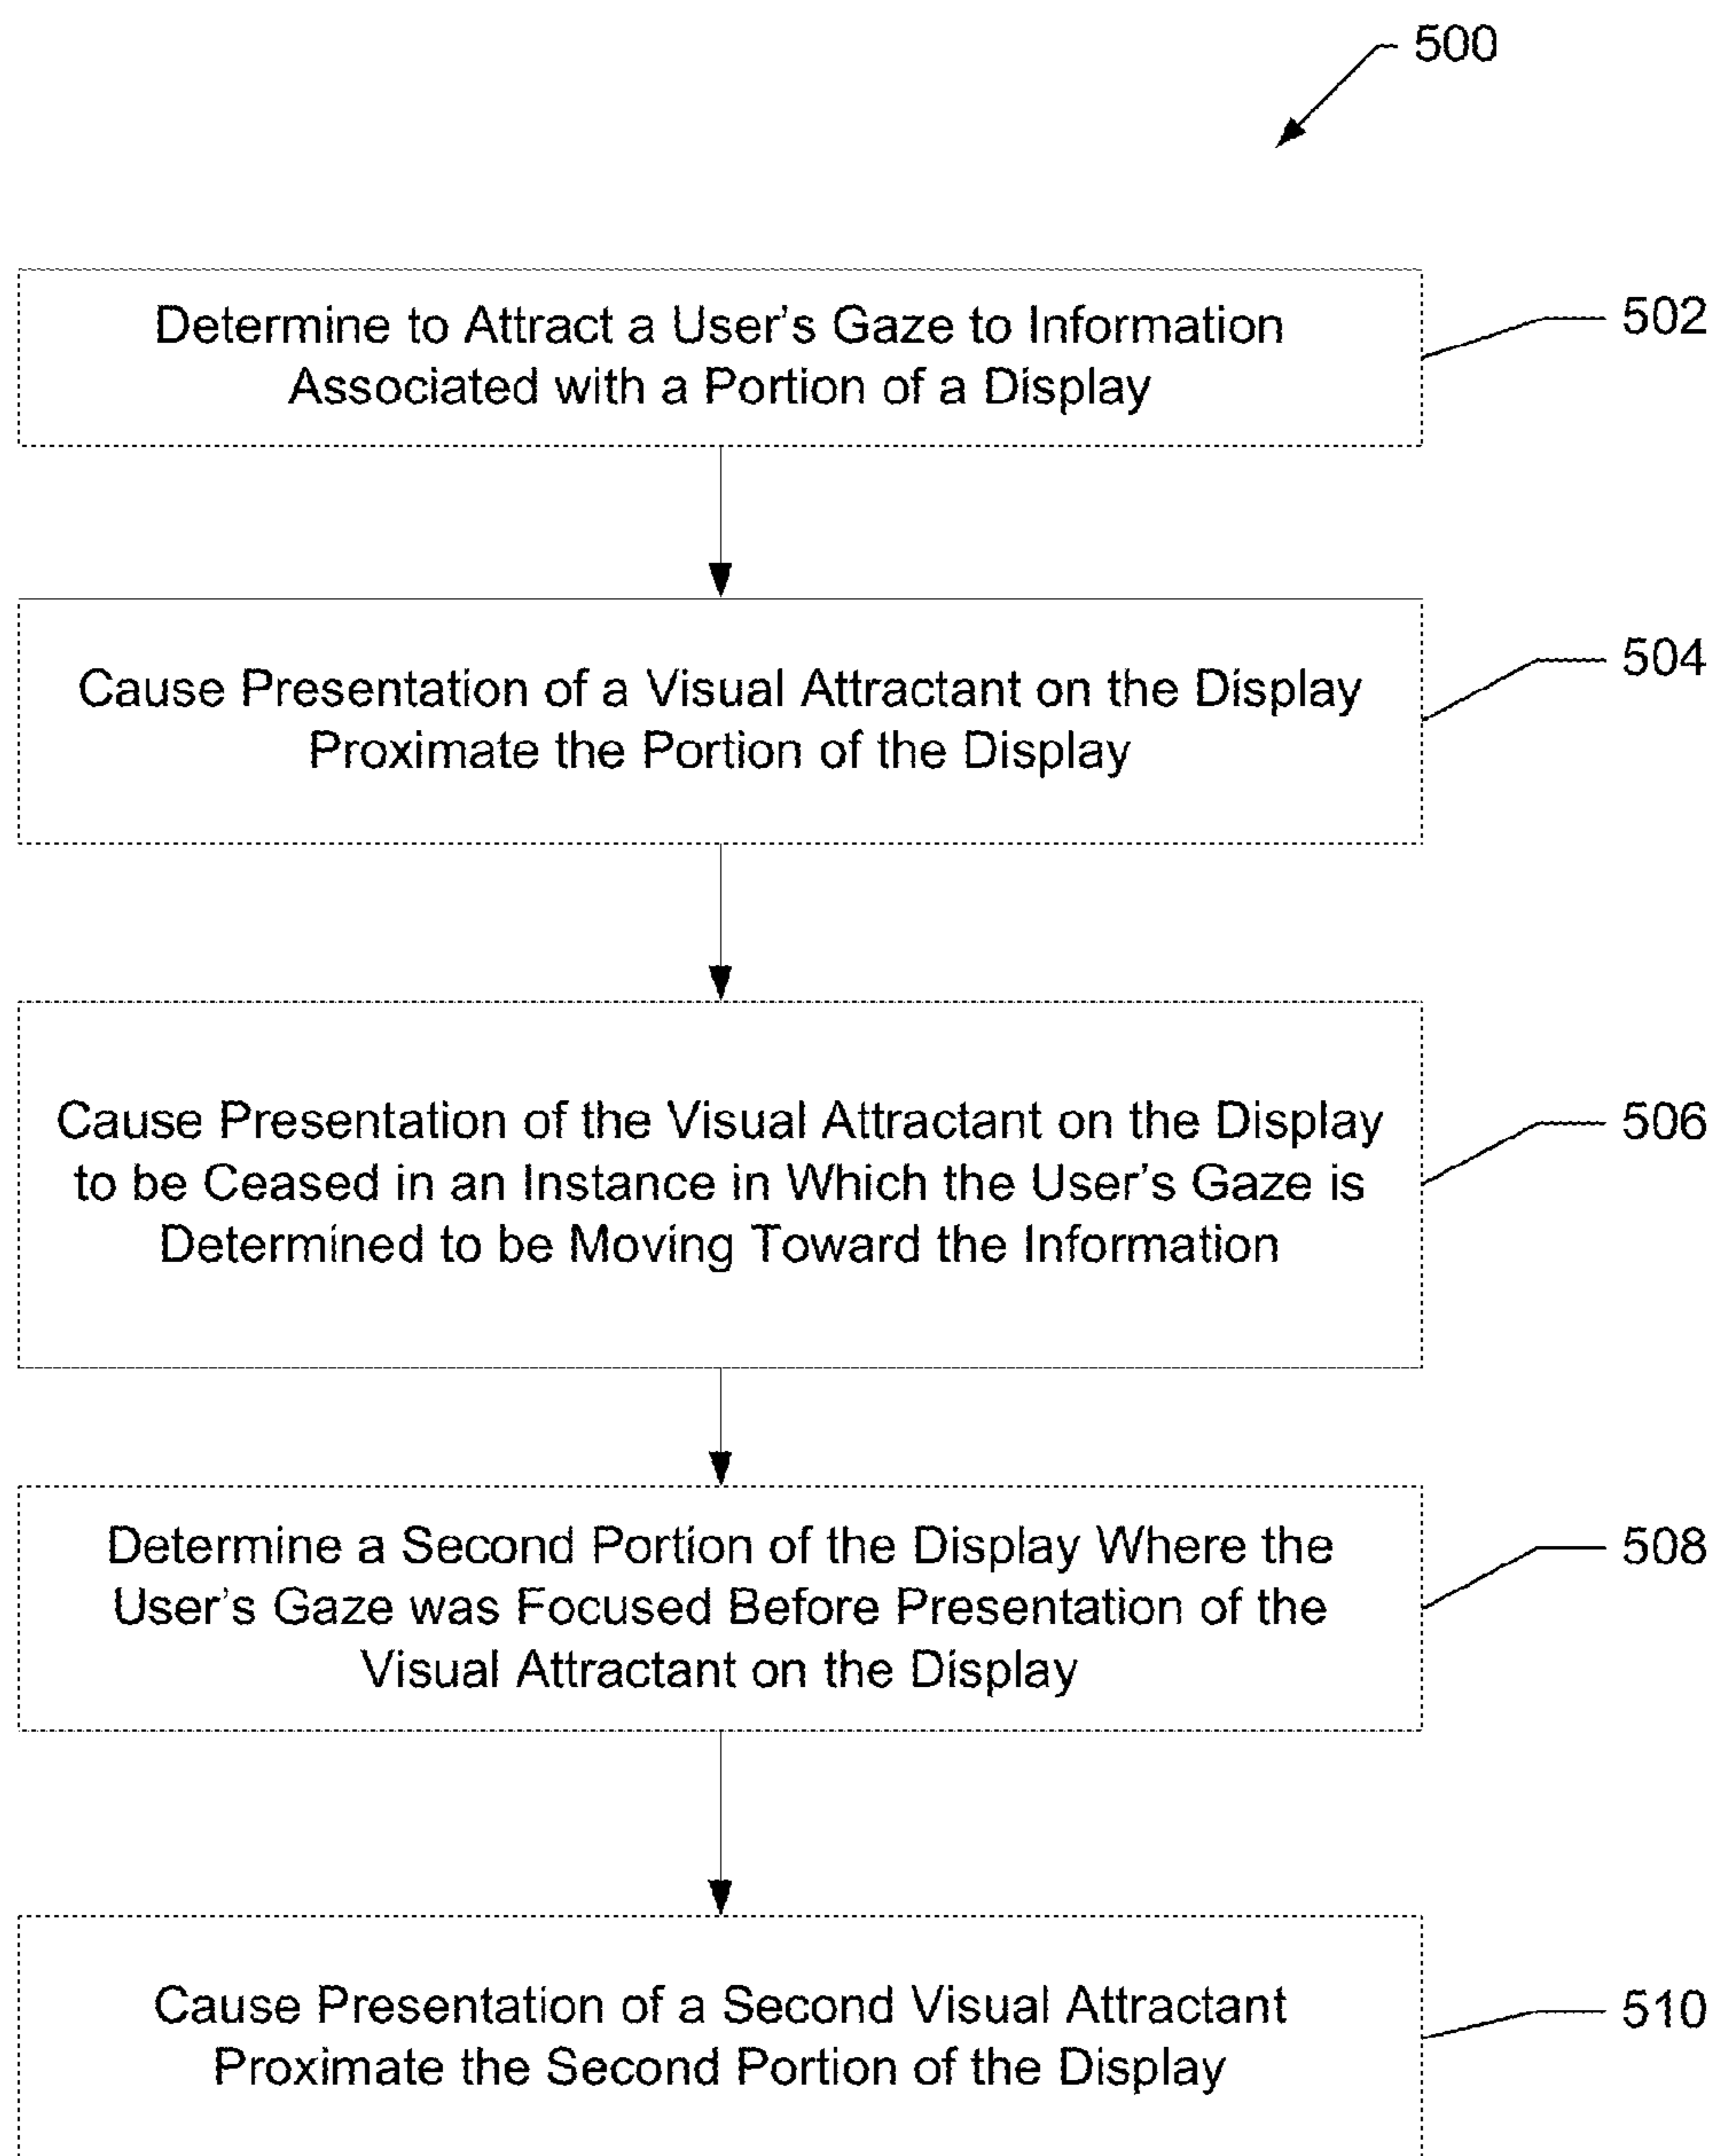 500
Determine to Attract a User's Gaze to Information
Associated with a Portion of a Display
502
Cause Presentation of a Visual Attractant on the Display
Proximate the Portion of the Display
504
Cause Presentation of the Visual Attractant on the Display
to be Ceased in an Instance in Which the User's Gaze is
Determined to be Moving Toward the Information
506
Determine a Second Portion of the Display Where the
User's Gaze was Focused Before Presentation of the
Visual Attractant on the Display
508
Cause Presentation of a Second Visual Attractant
Proximate the Second Portion of the Display
510